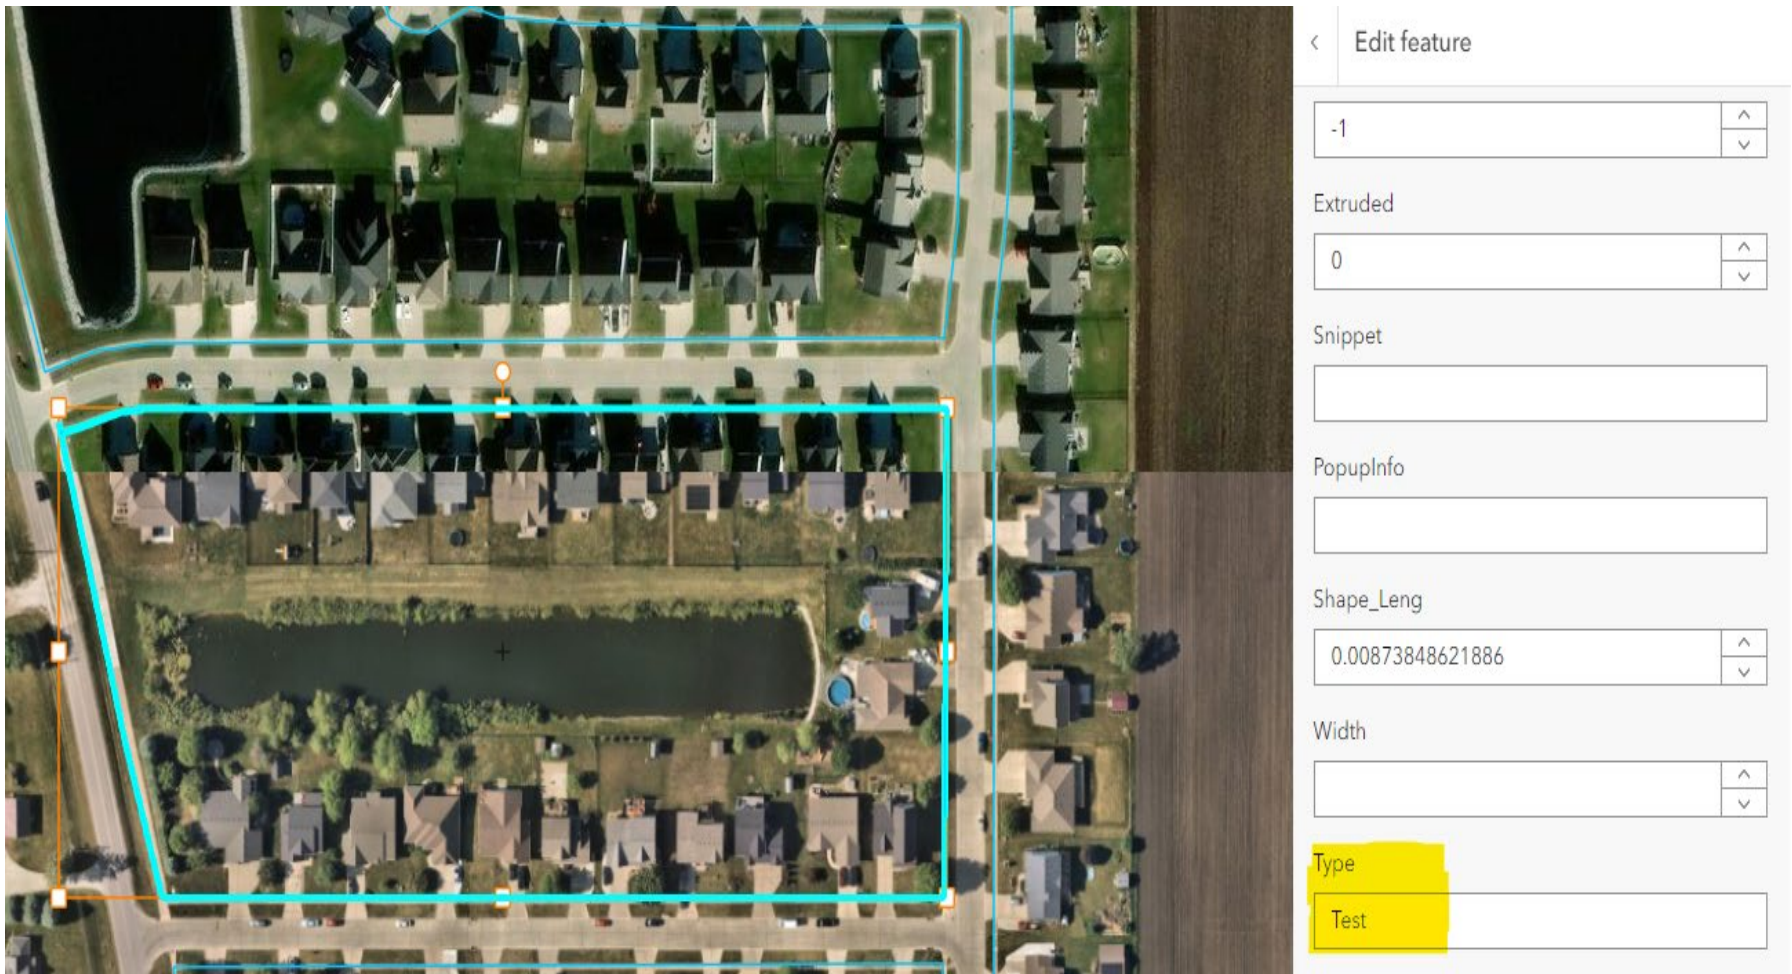 Edit feature
-1
Extruded
0
Snippet
PopupInfo
Shape_Leng
0.00873848621886
Width
Type
Test